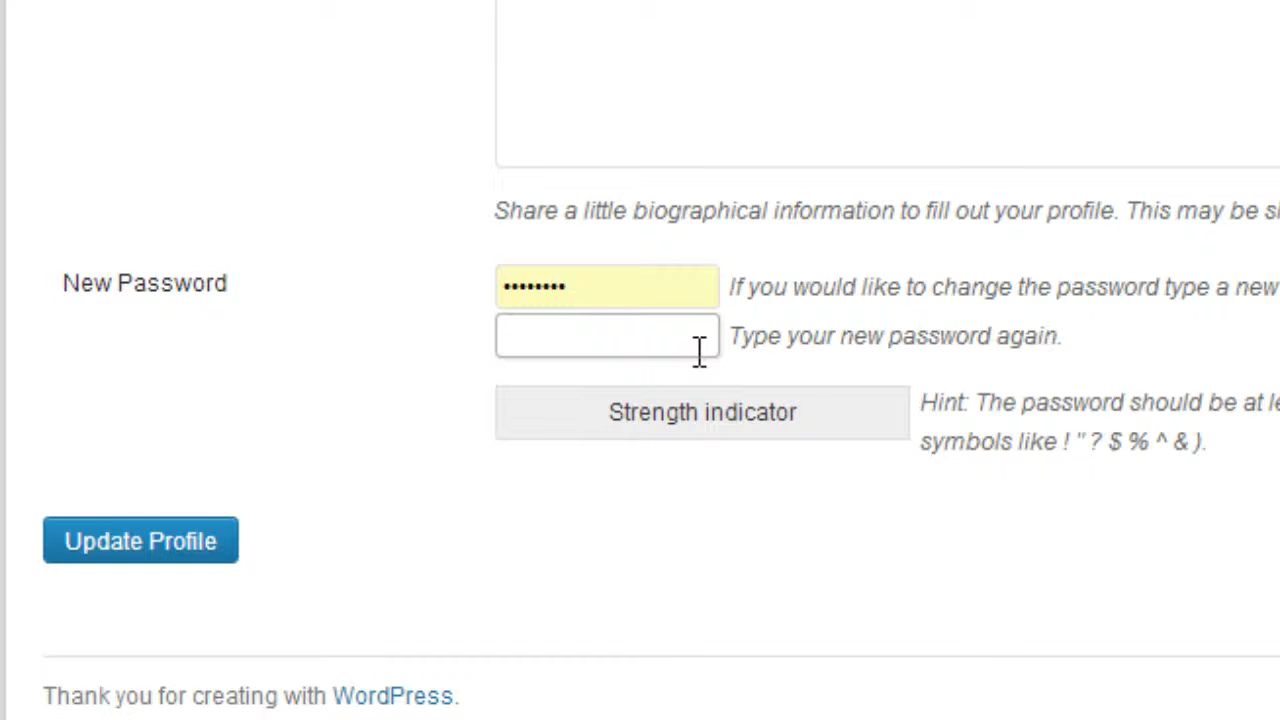 Share a little biographical information to fill out your profile. This may be
New Password
•••••••• If you would like to change the password type a new
Type your new password again.
Strength indicator
Hint: The password should be at
symbols like ! " ? $ % ^ & ).
Update Profile
Thank you for creating with WordPress.